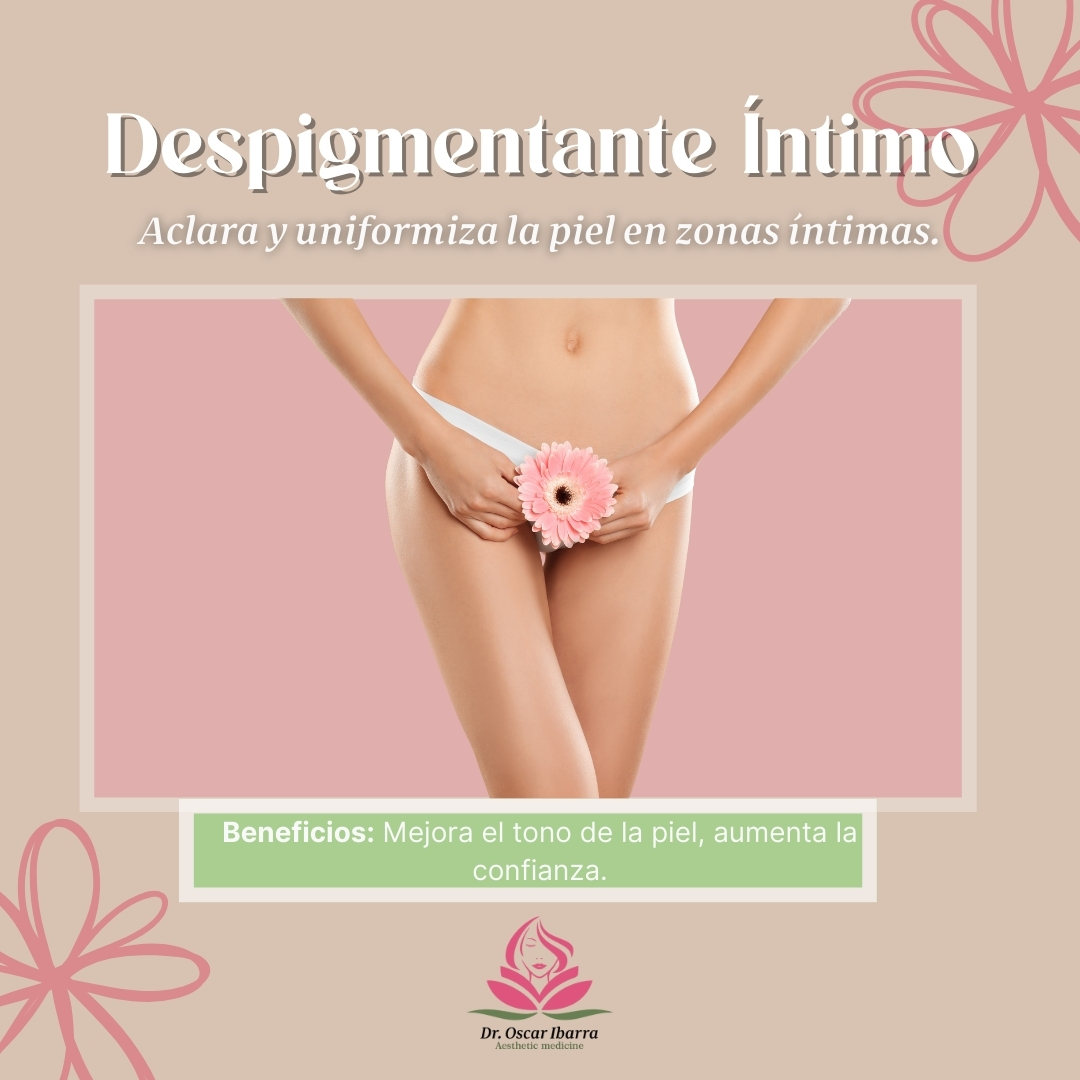 Despigmentante Íntimo
Aclara y uniformiza la piel en zonas íntimas.
Beneficios: Mejora el tono de la piel, aumenta la
confianza.
Dr. Oscar Ibarra
Aesthetic medicine